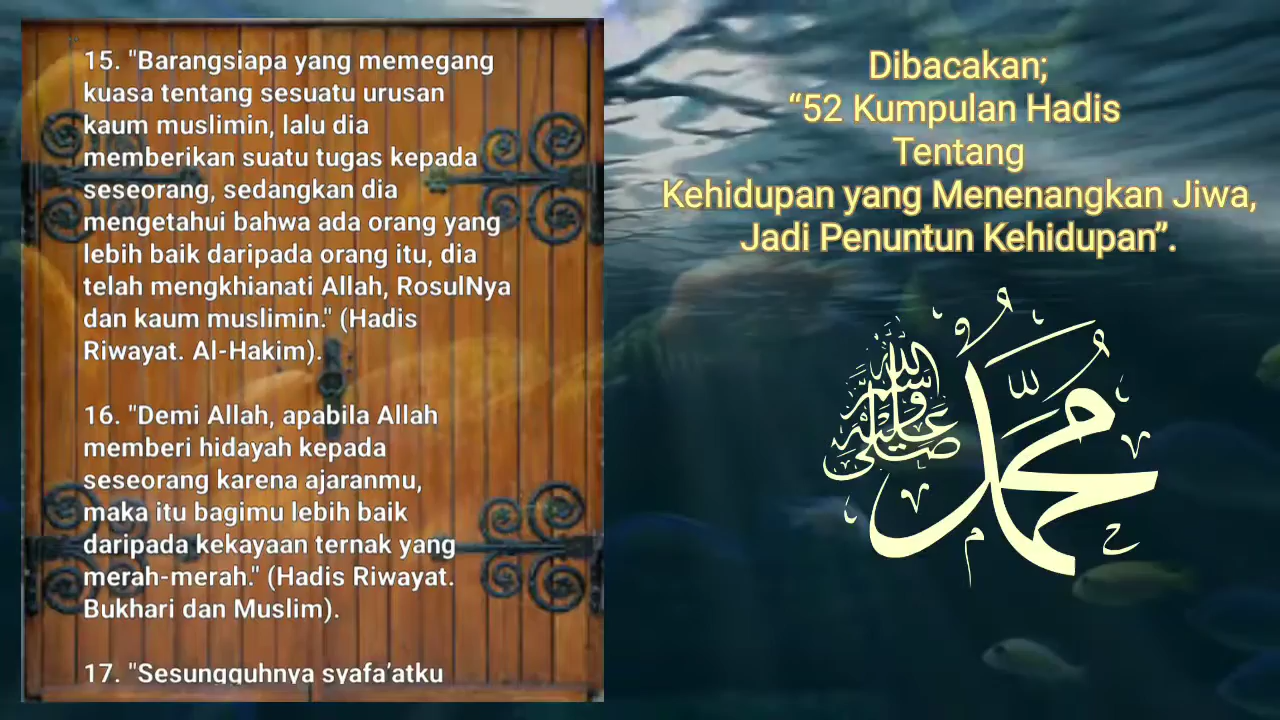 15. "Barangsiapa yang memegang
kuasa tentang sesuatu urusan
kaum muslimin, lalu dia
memberikan suatu tugas kepada
seseorang, sedangkan dia
mengetahui bahwa ada orang yang
lebih baik daripada orang itu, dia
telah mengkhianati Allah, RosulNya
dan kaum muslimin." (Hadis
Riwayat. Al-Hakim).
16. "Demi Allah, apabila Allah
memberi hidayah kepada
seseorang karena ajaranmu,
maka itu bagimu lebih baik
daripada kekayaan ternak yang
merah-merah." (Hadis Riwayat.
Bukhari dan Muslim).
17. "Sesungguhnya syafa’atku
Dibacakan;
“52 Kumpulan Hadis
Tentang
Kehidupan yang Menenangkan Jiwa,
Jadi Penuntun Kehidupan”.
محمد صلى الله عليه وسلم